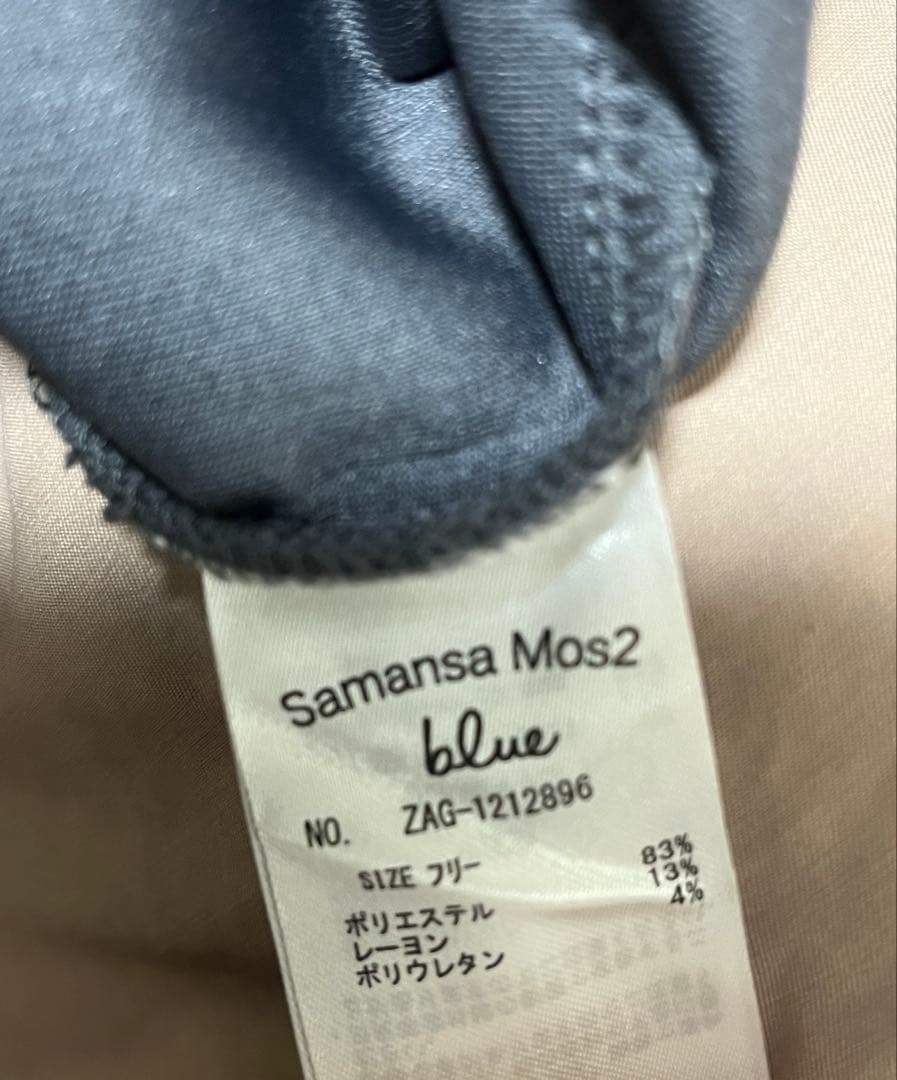 Samansa Mos2
blue
NO. ZAG-1212896
SIZE フリー
ポリエステル 83%
レーヨン 13%
ポリウレタン 4%